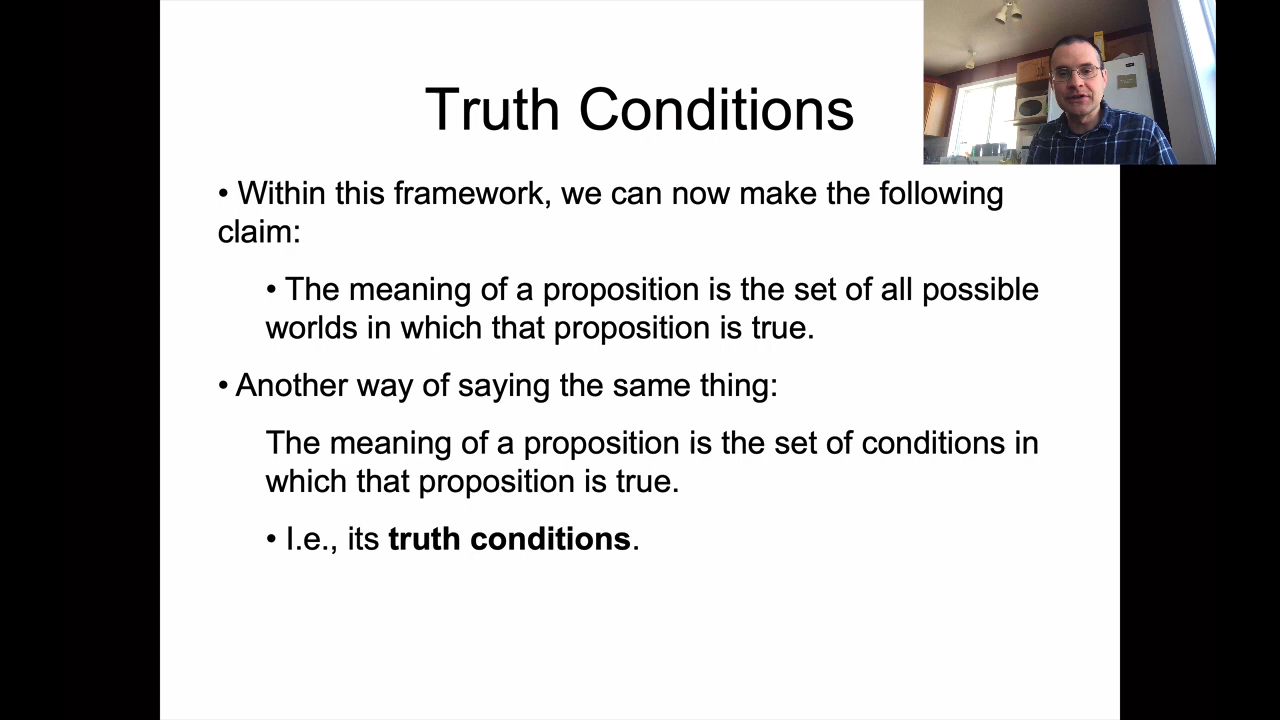 Truth Conditions
• Within this framework, we can now make the following
claim:
• The meaning of a proposition is the set of all possible
worlds in which that proposition is true.
• Another way of saying the same thing:
The meaning of a proposition is the set of conditions in
which that proposition is true.
• I.e., its truth conditions.